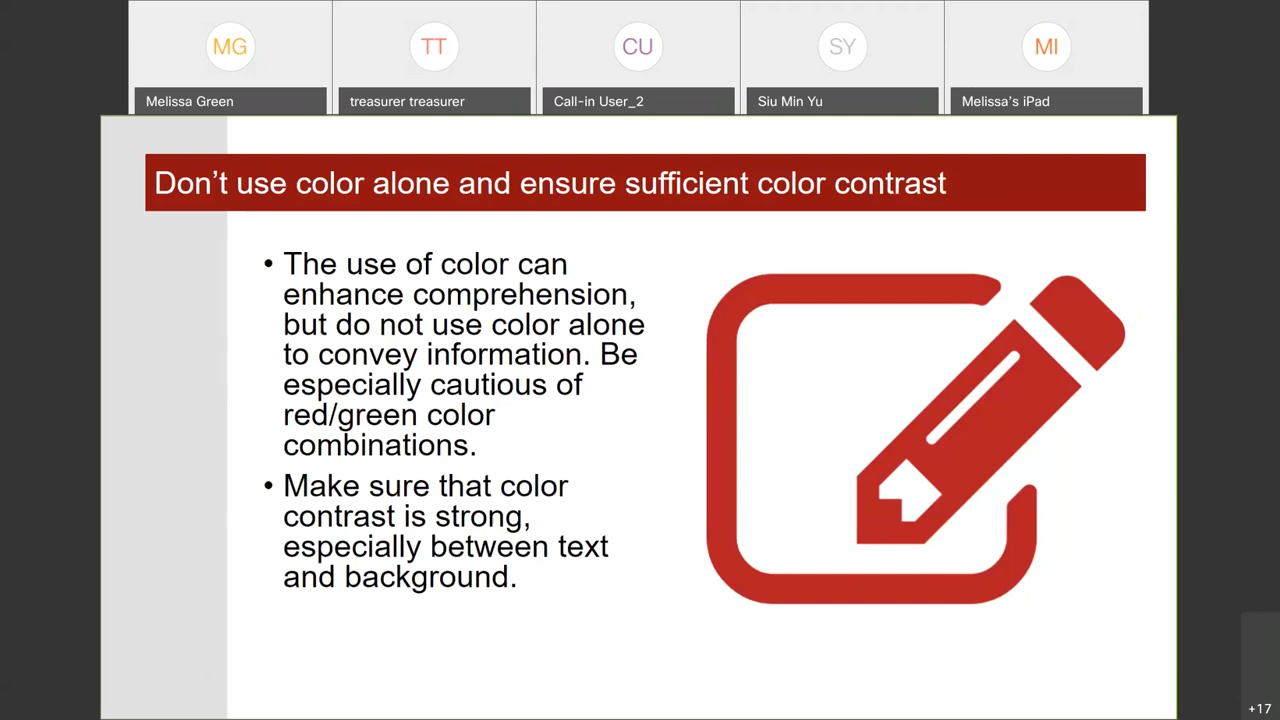 MG
TT
CU
SY
MI
Melissa Green
treasurer treasurer
Call-in User_2
Siu Min Yu
Melissa's iPad
Don’t use color alone and ensure sufficient color contrast
• The use of color can
enhance comprehension,
but do not use color alone
to convey information. Be
especially cautious of
red/green color
combinations.
• Make sure that color
contrast is strong,
especially between text
and background.
+17